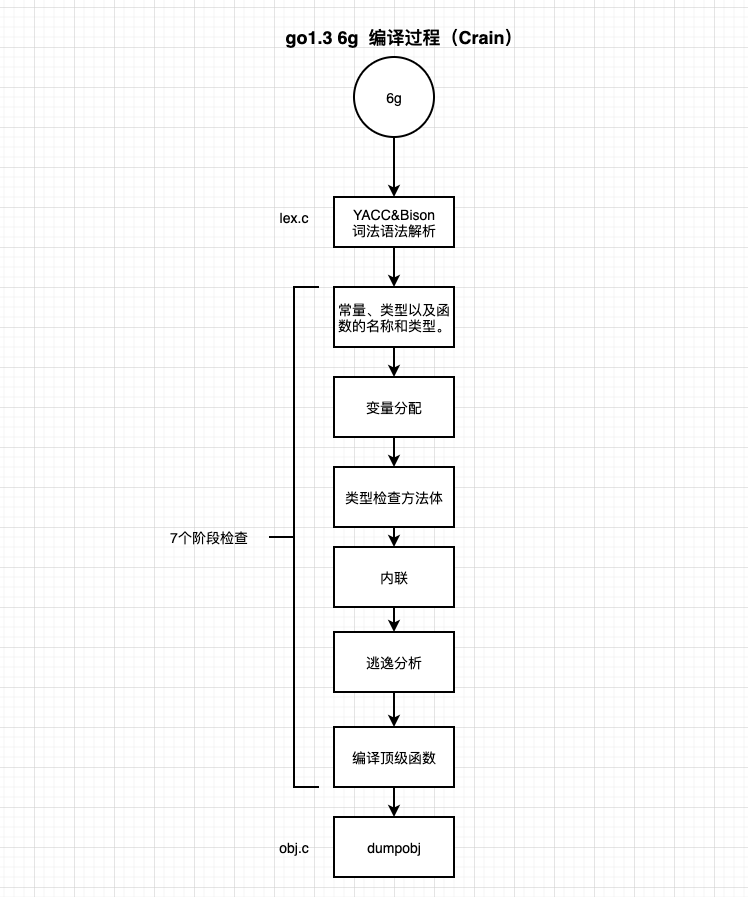 go1.3 6g 编译过程（Crain）
6g
lex.c
YACC&Bison
词法语法解析
常量、类型以及函
数的名称和类型。
变量分配
类型检查方法体
7个阶段检查
内联
逃逸分析
编译顶级函数
obj.c
dumpobj